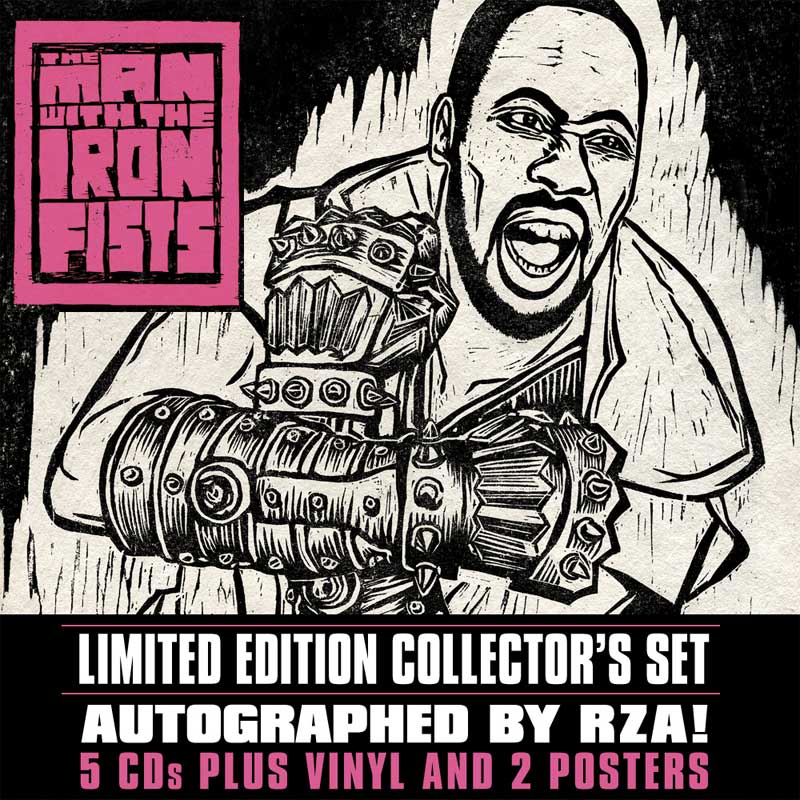 THE
MAN
WITH THE
IRON
FISTS
LIMITED EDITION COLLECTOR'S SET
AUTOGRAPHED BY RZA!
5 CDs PLUS VINYL AND 2 POSTERS